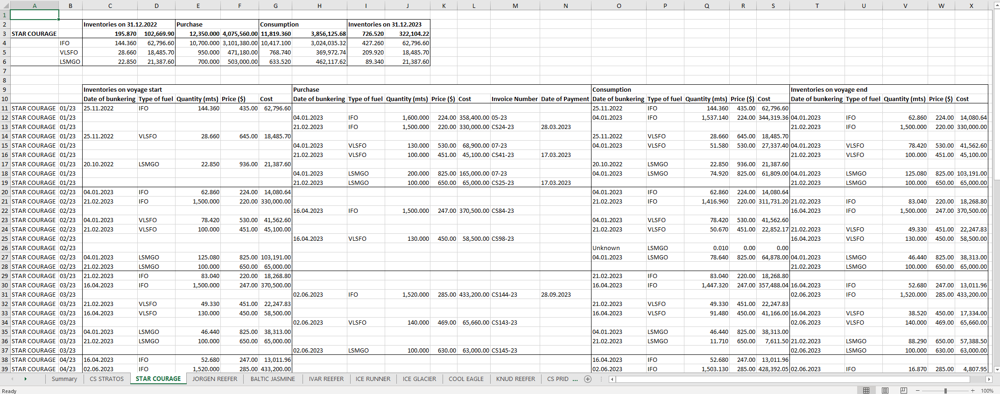 A B C D E F G H I J K L M N O P Q R S T U V W X
1
2 Inventories on 31.12.2022 Purchase Consumption Inventories on 31.12.2023
3 STAR COURAGE 195.870 102,669.90 12,350.000 4,075,560.00 11,819.360 3,856,125.68 726.520 322,104.22
4 IFO 144.360 62,796.60 10,700.000 3,101,380.00 10,417.100 3,024,035.32 427.260 62,796.60
5 VLSFO 28.660 18,485.70 950.000 471,180.00 768.740 369,972.74 209.920 18,485.70
6 LSMGO 22.850 21,387.60 700.000 503,000.00 633.520 462,117.62 89.340 21,387.60
7
8
9 Inventories on voyage start Purchase Consumption Inventories on voyage end
10 Date of bunkering Type of fuel Quantity (mts) Price ($) Cost Date of bunkering Type of fuel Quantity (mts) Price ($) Cost Invoice Number Date of Payment Date of bunkering Type of fuel Quantity (mts) Price ($) Cost Date of bunkering Type of fuel Quantity (mts) Price ($) Cost
11 STAR COURAGE 01/23 25.11.2022 IFO 144.360 435.00 62,796.60 25.11.2022 IFO 144.360 435.00 62,796.60
12 STAR COURAGE 01/23 04.01.2023 IFO 1,600.000 224.00 358,400.00 05-23 04.01.2023 IFO 1,537.140 224.00 344,319.36 04.01.2023 IFO 62.860 224.00 14,080.64
13 STAR COURAGE 01/23 21.02.2023 IFO 1,500.000 220.00 330,000.00 CS24-23 28.03.2023 21.02.2023 IFO 1,500.000 220.00 330,000.00
14 STAR COURAGE 01/23 25.11.2022 VLSFO 28.660 645.00 18,485.70 25.11.2022 VLSFO 28.660 645.00 18,485.70
15 STAR COURAGE 01/23 04.01.2023 VLSFO 130.000 530.00 68,900.00 07-23 04.01.2023 VLSFO 51.580 530.00 27,337.40 04.01.2023 VLSFO 78.420 530.00 41,562.60
16 STAR COURAGE 01/23 21.02.2023 VLSFO 100.000 451.00 45,100.00 CS41-23 17.03.2023 21.02.2023 VLSFO 100.000 451.00 45,100.00
17 STAR COURAGE 01/23 20.10.2022 LSMGO 22.850 936.00 21,387.60 20.10.2022 LSMGO 22.850 936.00 21,387.60
18 STAR COURAGE 01/23 04.01.2023 LSMGO 200.000 825.00 165,000.00 07-23 04.01.2023 LSMGO 74.920 825.00 61,809.00 04.01.2023 LSMGO 125.080 825.00 103,191.00
19 STAR COURAGE 01/23 21.02.2023 LSMGO 100.000 650.00 65,000.00 CS25-23 17.03.2023 21.02.2023 LSMGO 100.000 650.00 65,000.00
20 STAR COURAGE 02/23 04.01.2023 IFO 62.860 224.00 14,080.64 04.01.2023 IFO 62.860 224.00 14,080.64
21 STAR COURAGE 02/23 21.02.2023 IFO 1,500.000 220.00 330,000.00 21.02.2023 IFO 1,416.960 220.00 311,731.20 21.02.2023 IFO 83.040 220.00 18,268.80
22 STAR COURAGE 02/23 16.04.2023 IFO 1,500.000 247.00 370,500.00 CS84-23 16.04.2023 IFO 1,500.000 247.00 370,500.00
23 STAR COURAGE 02/23 04.01.2023 VLSFO 78.420 530.00 41,562.60 04.01.2023 VLSFO 78.420 530.00 41,562.60
24 STAR COURAGE 02/23 21.02.2023 VLSFO 100.000 451.00 45,100.00 21.02.2023 VLSFO 50.670 451.00 22,852.17 21.02.2023 VLSFO 49.330 451.00 22,247.83
25 STAR COURAGE 02/23 16.04.2023 VLSFO 130.000 450.00 58,500.00 CS98-23 16.04.2023 VLSFO 130.000 450.00 58,500.00
26 STAR COURAGE 02/23 Unknown LSMGO 0.010 0.00 0.00
27 STAR COURAGE 02/23 04.01.2023 LSMGO 125.080 825.00 103,191.00 04.01.2023 LSMGO 78.640 825.00 64,878.00 04.01.2023 LSMGO 46.440 825.00 38,313.00
28 STAR COURAGE 02/23 21.02.2023 LSMGO 100.000 650.00 65,000.00 21.02.2023 LSMGO 100.000 650.00 65,000.00
29 STAR COURAGE 03/23 21.02.2023 IFO 83.040 220.00 18,268.80 21.02.2023 IFO 83.040 220.00 18,268.80
30 STAR COURAGE 03/23 16.04.2023 IFO 1,500.000 247.00 370,500.00 16.04.2023 IFO 1,447.320 247.00 357,488.04 16.04.2023 IFO 52.680 247.00 13,011.96
31 STAR COURAGE 03/23 02.06.2023 IFO 1,520.000 285.00 433,200.00 CS144-23 28.09.2023 02.06.2023 IFO 1,520.000 285.00 433,200.00
32 STAR COURAGE 03/23 21.02.2023 VLSFO 49.330 451.00 22,247.83 21.02.2023 VLSFO 49.330 451.00 22,247.83
33 STAR COURAGE 03/23 16.04.2023 VLSFO 130.000 450.00 58,500.00 16.04.2023 VLSFO 91.480 450.00 41,166.00 16.04.2023 VLSFO 38.520 450.00 17,334.00
34 STAR COURAGE 03/23 02.06.2023 VLSFO 140.000 469.00 65,660.00 CS143-23 02.06.2023 VLSFO 140.000 469.00 65,660.00
35 STAR COURAGE 03/23 04.01.2023 LSMGO 46.440 825.00 38,313.00 04.01.2023 LSMGO 46.440 825.00 38,313.00
36 STAR COURAGE 03/23 21.02.2023 LSMGO 100.000 650.00 65,000.00 21.02.2023 LSMGO 11.710 650.00 7,611.50 21.02.2023 LSMGO 88.290 650.00 57,388.50
37 STAR COURAGE 03/23 02.06.2023 LSMGO 100.000 630.00 63,000.00 CS145-23 02.06.2023 LSMGO 100.000 630.00 63,000.00
38 STAR COURAGE 04/23 16.04.2023 IFO 52.680 247.00 13,011.96 16.04.2023 IFO 52.680 247.00 13,011.96
39 STAR COURAGE 04/23 02.06.2023 IFO 1,520.000 285.00 433,200.00 02.06.2023 IFO 1,503.130 285.00 428,392.05 02.06.2023 IFO 16.870 285.00 4,807.95
Summary CS STRATOS STAR COURAGE JORGEN REEFER BALTIC JASMINE IVAR REEFER ICE RUNNER ICE GLACIER COOL EAGLE KNUD REEFER CS PRID ...
Ready 100%